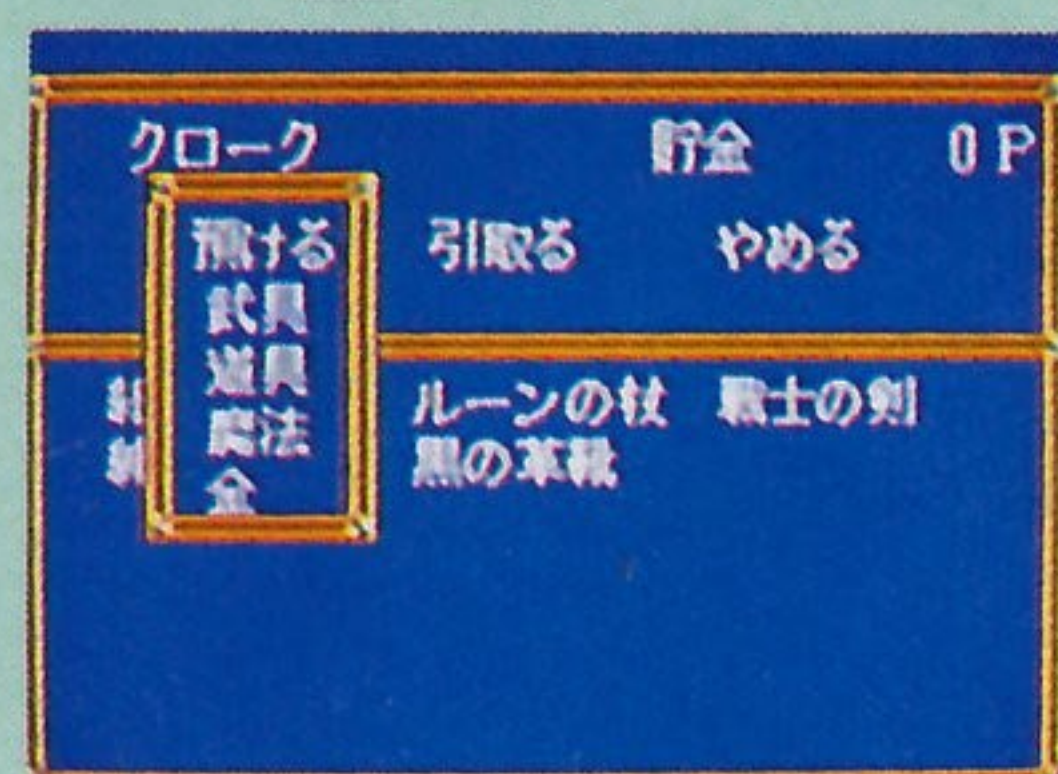 クローク 貯金 0 P
預ける 引取る やめる
武具
道具
魔法
金
ルーンの杖 戦士の剣
黒の革靴